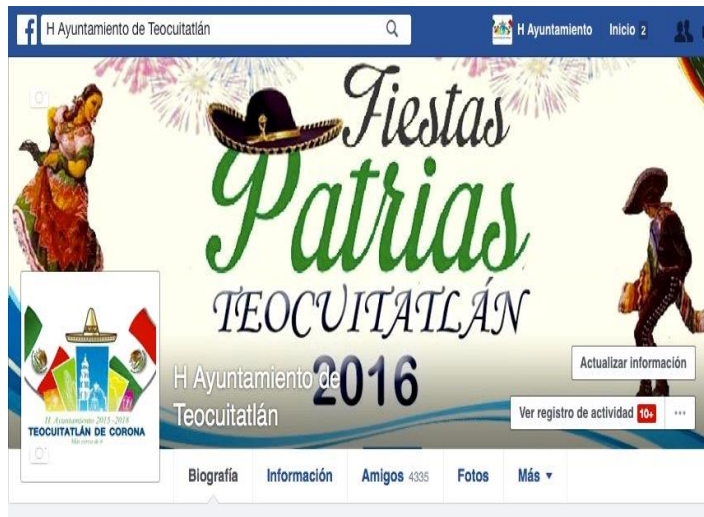 f H Ayuntamiento de Teocuitatlán
H Ayuntamiento Inicio 2
Fiestas
Patrias
TEOCUITATLÁN
2016
H Ayuntamiento de
Teocuitatlán
Actualizar información
Ver registro de actividad 10+ ...
H. Ayuntamiento 2015-2018
TEOCUITATLÁN DE CORONA
Biografía Información Amigos 4335 Fotos Más